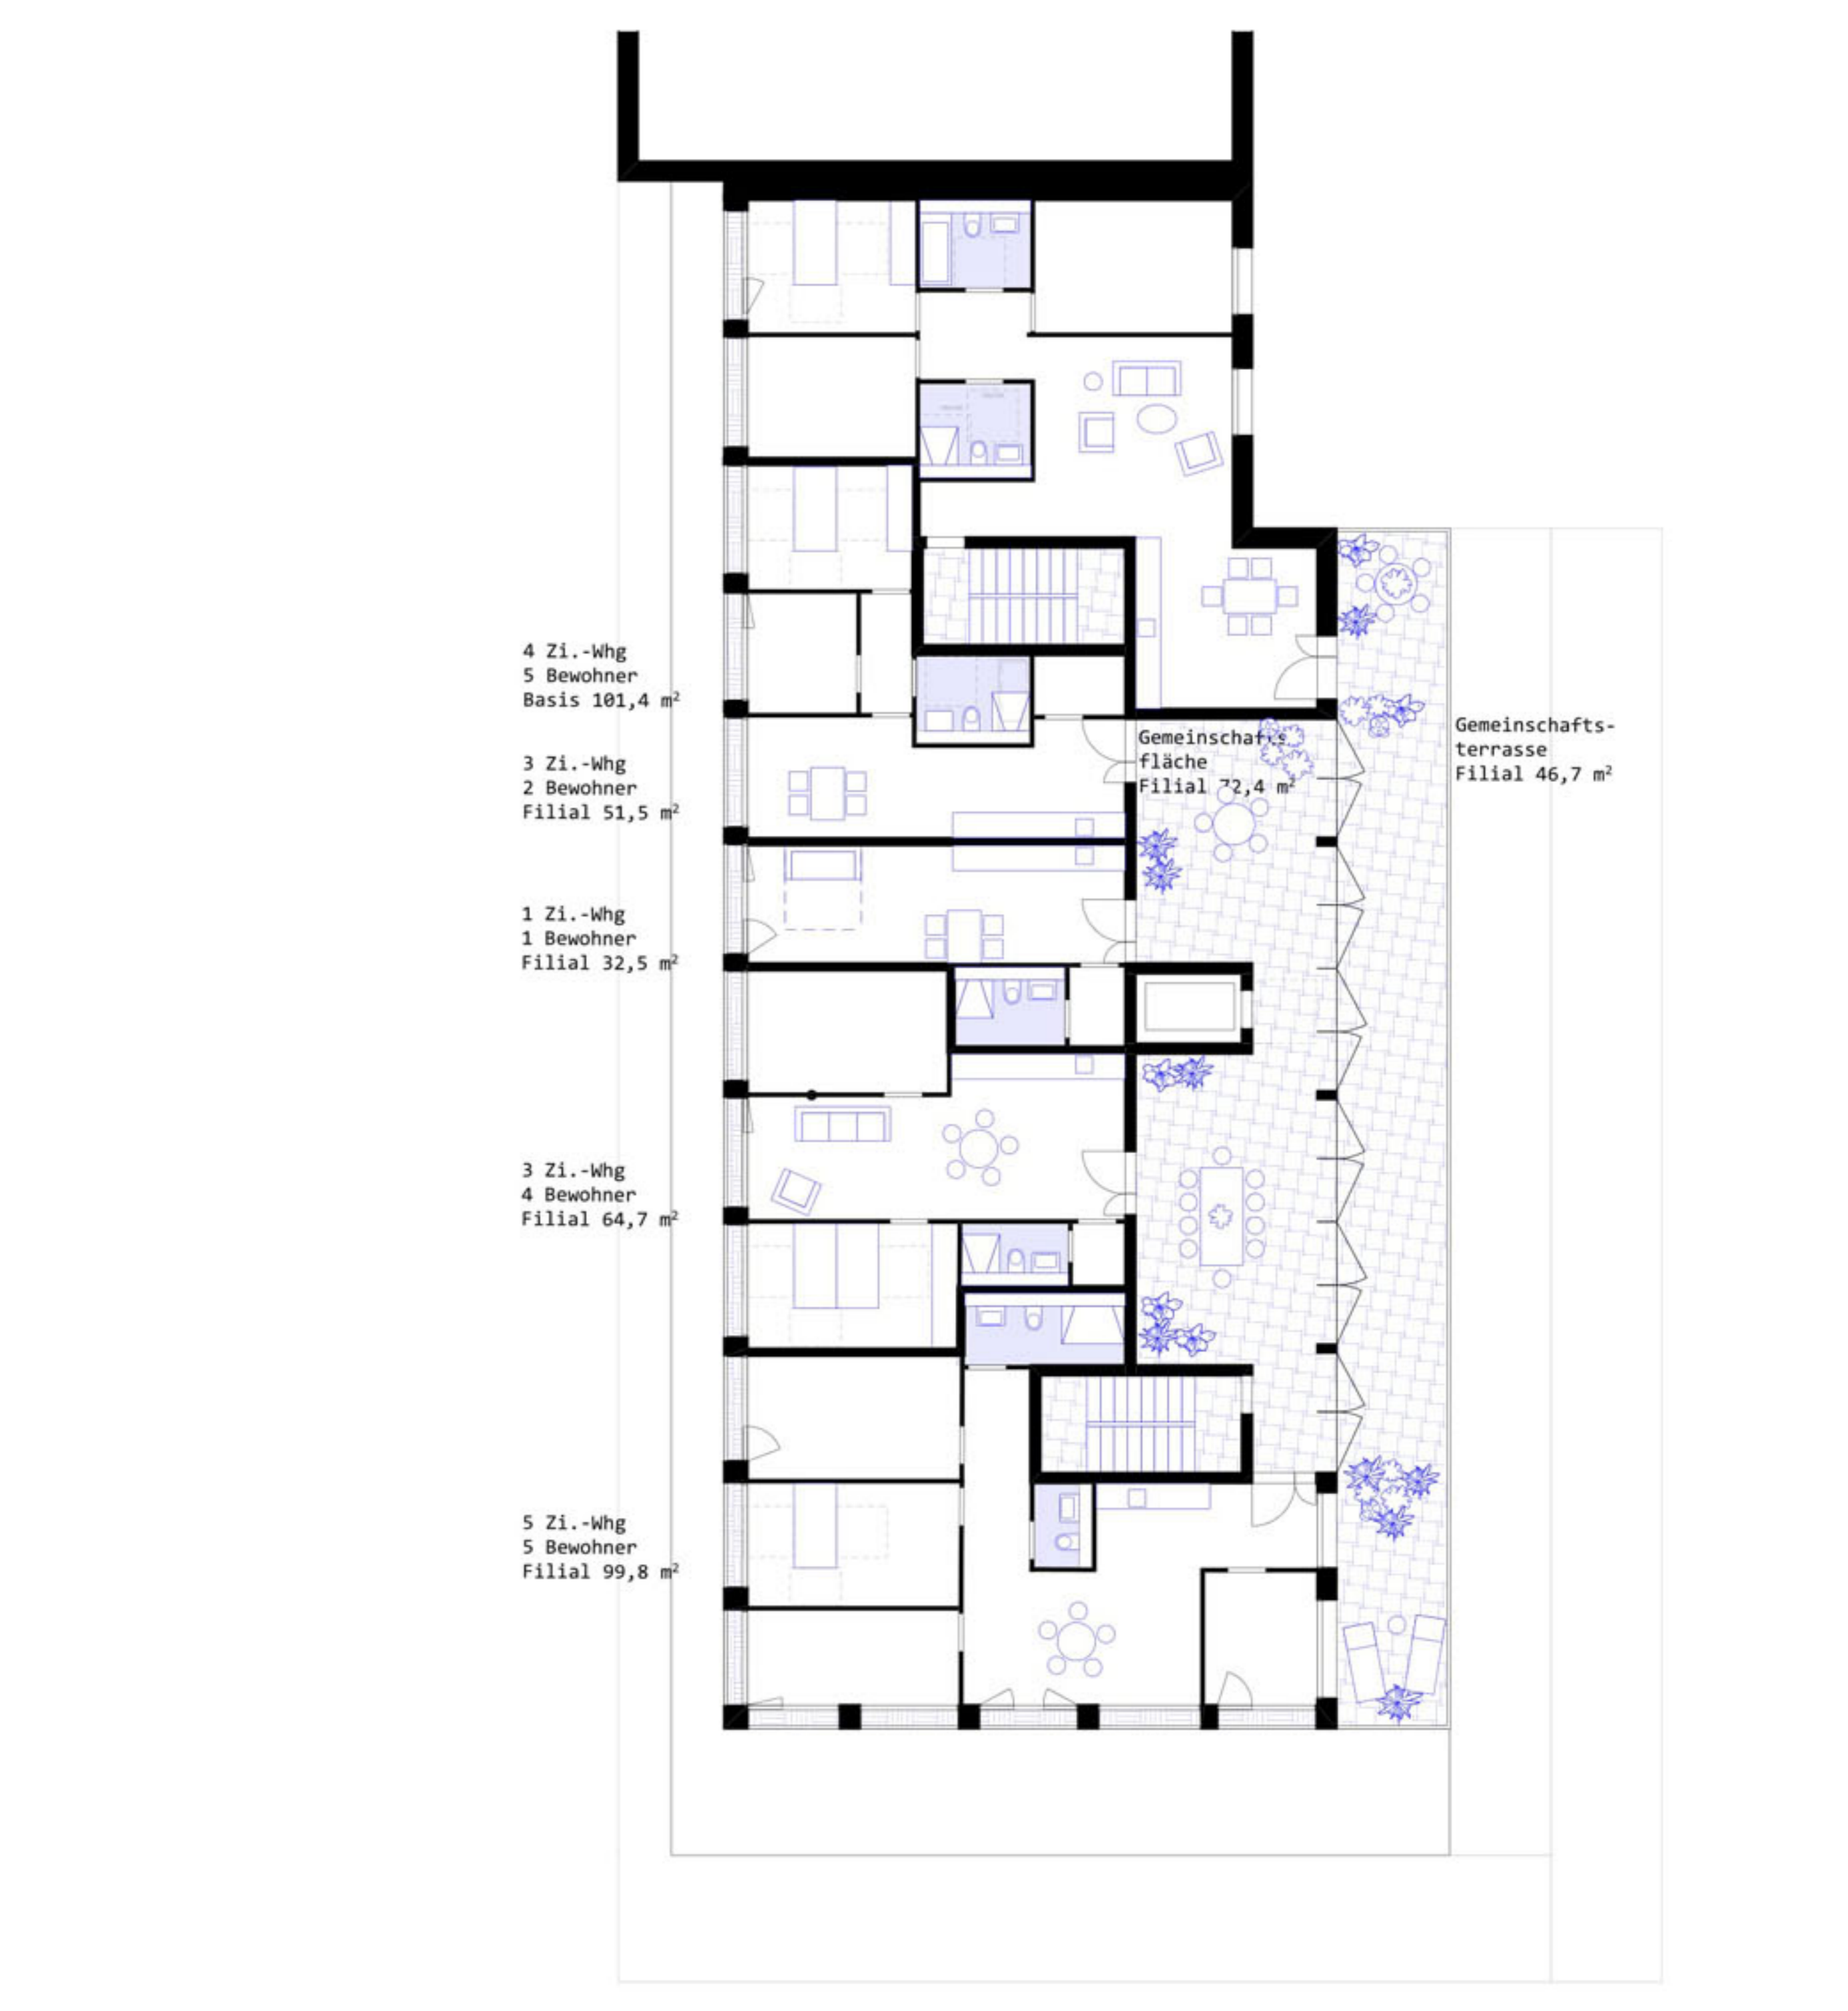 4 Zi.-Whg
5 Bewohner
Basis 101,4 m²
3 Zi.-Whg
2 Bewohner
Filial 51,5 m²
1 Zi.-Whg
1 Bewohner
Filial 32,5 m²
3 Zi.-Whg
4 Bewohner
Filial 64,7 m²
5 Zi.-Whg
5 Bewohner
Filial 99,8 m²
Gemeinschafts
fläche
Filial 72,4 m²
Gemeinschafts-
terrasse
Filial 46,7 m²